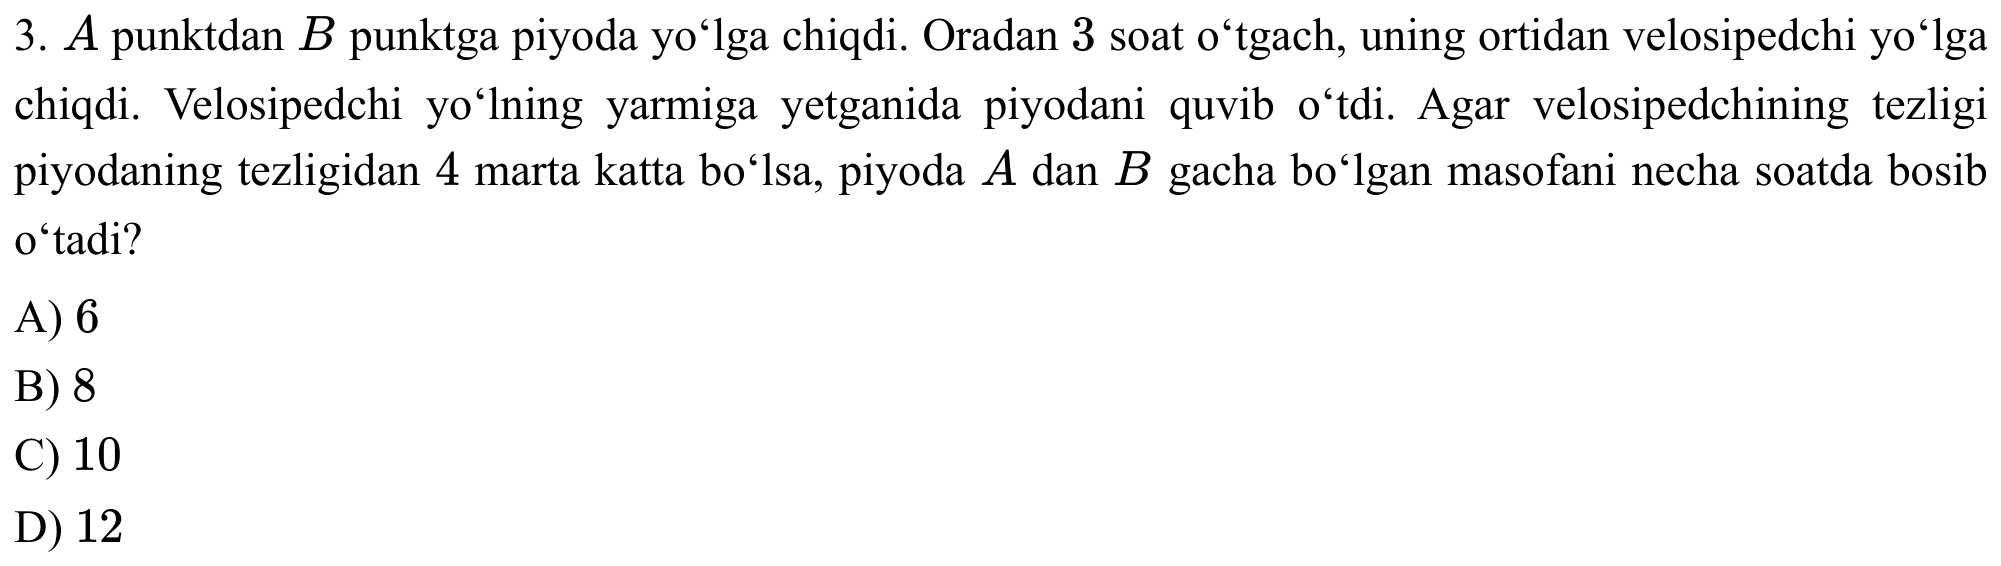 3. A punktdan B punktga piyoda yo‘lga chiqdi. Oradan 3 soat o‘tgach, uning ortidan velosipedchi yo‘lga
chiqdi. Velosipedchi yo‘lning yarmiga yetganida piyodani quvib o‘tdi. Agar velosipedchining tezligi
piyodaning tezligidan 4 marta katta bo‘lsa, piyoda A dan B gacha bo‘lgan masofani necha soatda bosib
o‘tadi?
A) 6
B) 8
C) 10
D) 12